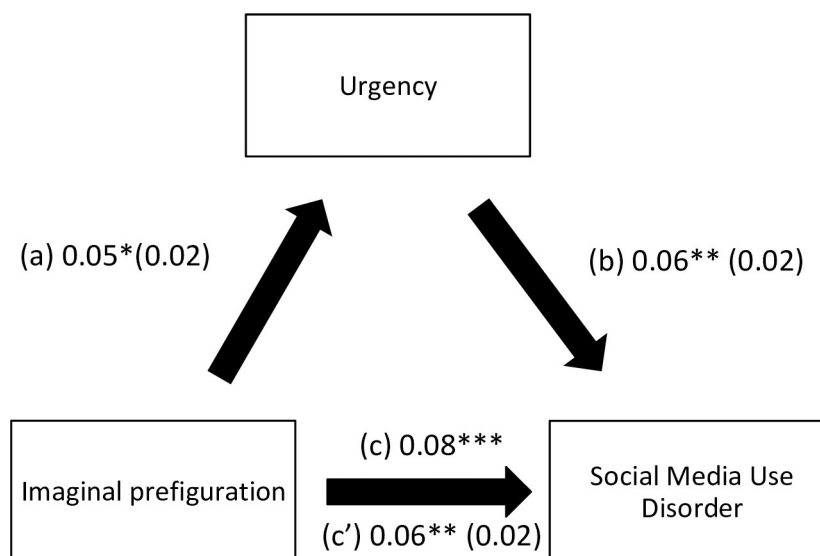 Urgency
(a) 0.05*(0.02)
(b) 0.06** (0.02)
(c) 0.08***
Imaginal prefiguration
Social Media Use
Disorder
(c’) 0.06** (0.02)